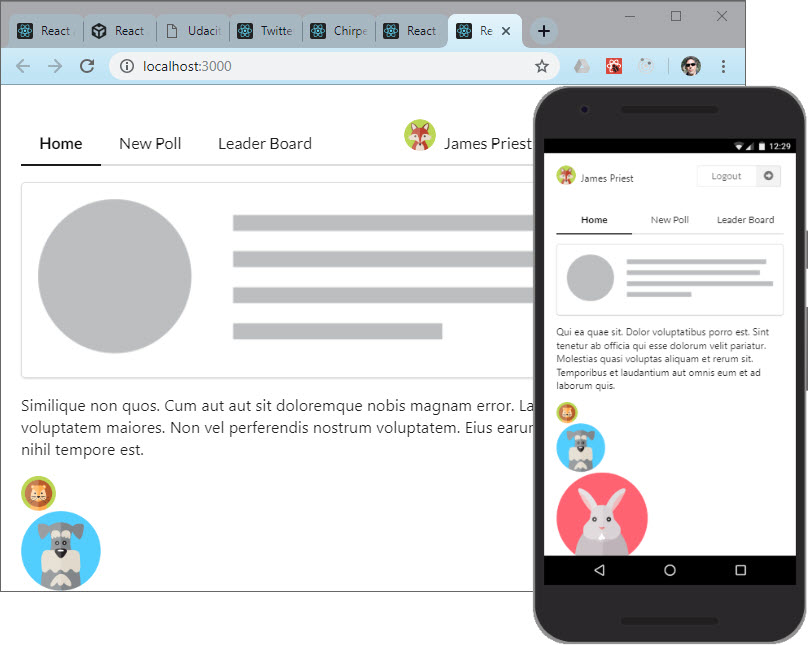 React
React
Udaci
Twitte
Chirpe
React
Re
localhost:3000
Home
New Poll
Leader Board
James Priest
Similique non quos. Cum aut aut sit doloremque nobis magnam error. La
voluptatem maiores. Non vel perferendis nostrum voluptatem. Eius earur
nihil tempore est.
12:29
James Priest
Logout
Home
New Poll
Leader Board
Qui ea quae sit. Dolor voluptatibus porro est. Sint
tenetur ab officia qui esse dolorum velit pariatur.
Molestias quasi voluptas aliquam et rerum sit.
Temporibus et laudantium aut omnis eum et ad
laborum quis.